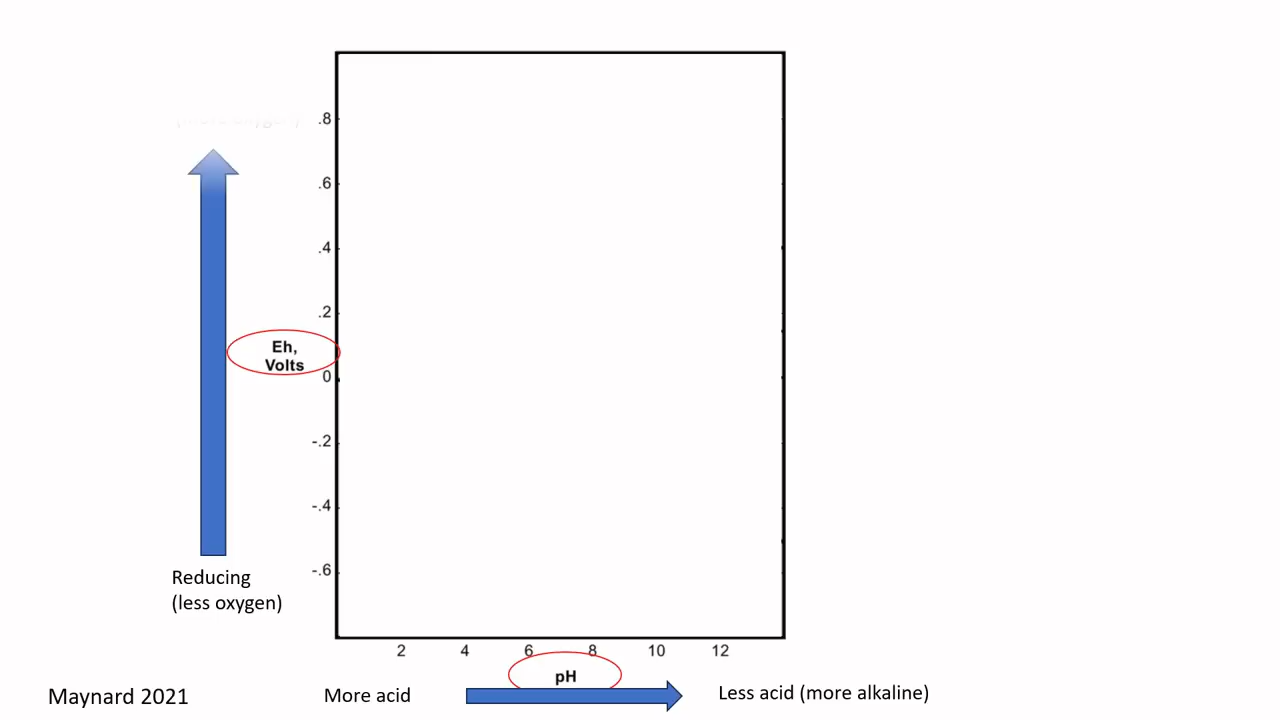 .8
.6
.4
.2
Eh,
Volts
0
-.2
-.4
-.6
Reducing
(less oxygen)
2 4 6 8 10 12
pH
Maynard 2021
More acid
Less acid (more alkaline)